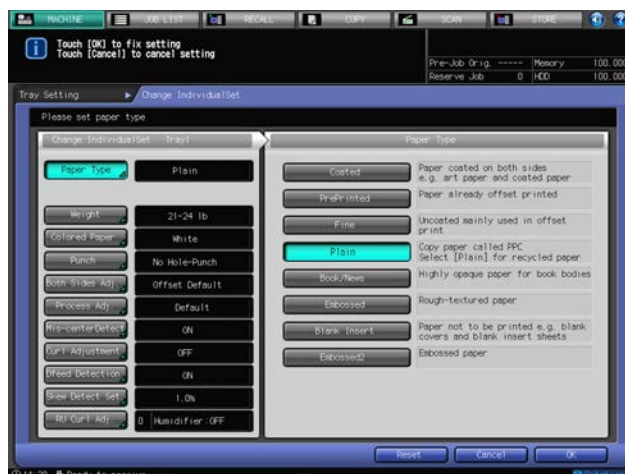 MACHINE
JOB LIST
RECALL
COPY
SCAN
STORE
?
Touch [OK] to fix setting
Touch [Cancel] to cancel setting
Pre-Job Orig. ----- Memory 100.00
Reserve Job 0 HDD 100.00
Tray Setting
Change IndividualSet
Please set paper type
Change IndividualSet Tray1
Paper Type
Paper Type Plain
Weight 21-24 lb
Colored Paper White
Punch No Hole-Punch
Both Sides Adj. Offset Default
Process Adj. Default
Mis-centerDetect ON
Curl Adjustment OFF
Dfeed Detection ON
Skew Detect Set. 1.0%
RU Curl Adj. 0 Humidifier:OFF
Coated Paper coated on both sides
e.g. art paper and coated paper
PrePrinted Paper already offset printed
Fine Uncoated mainly used in offset
print
Plain Copy paper called PPC
Select [Plain] for recycled paper
Book/News Highly opaque paper for book bodies
Embossed Rough-textured paper
Blank Insert Paper not to be printed e.g. blank
covers and blank insert sheets
Embossed2 Embossed paper
Reset
Cancel
OK